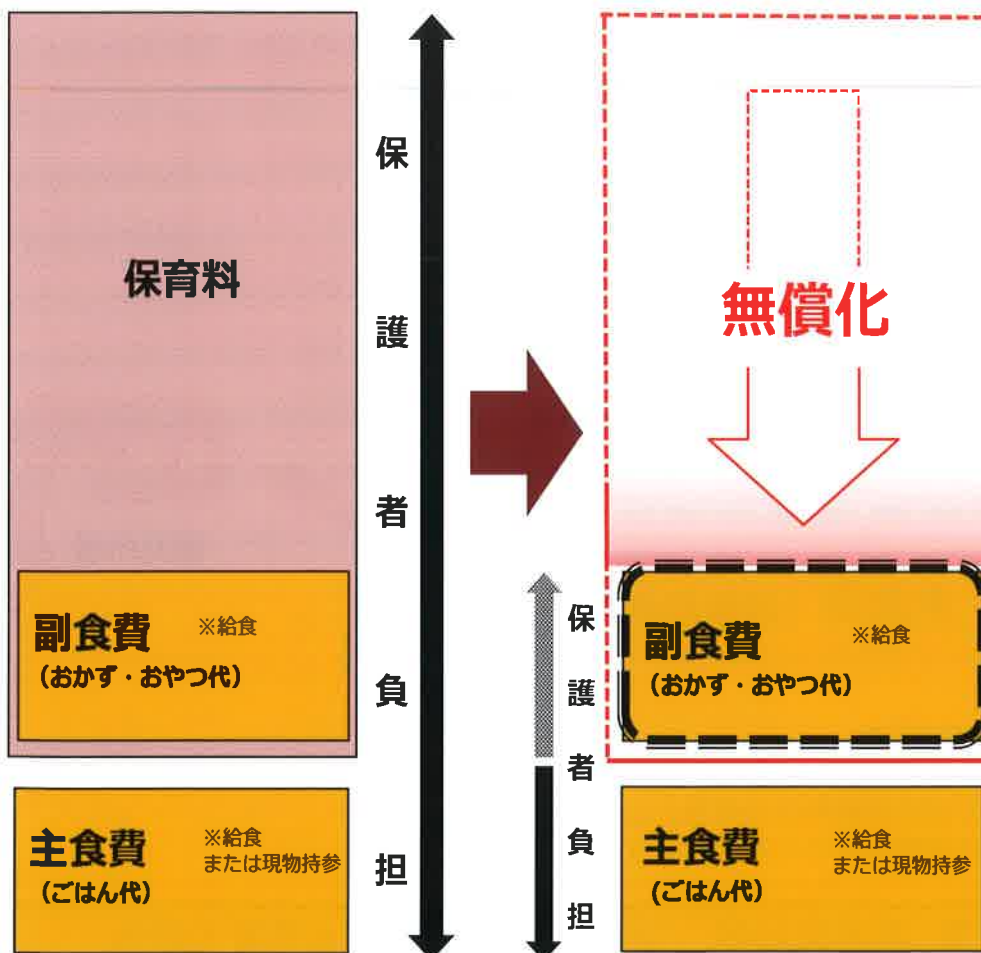 保育料
副食費 ※給食
(おかず・おやつ代)
主食費 ※給食
または現物持参
(ごはん代)
保護者負担
無償化
保護者負担
副食費 ※給食
(おかず・おやつ代)
主食費 ※給食
または現物持参
(ごはん代)